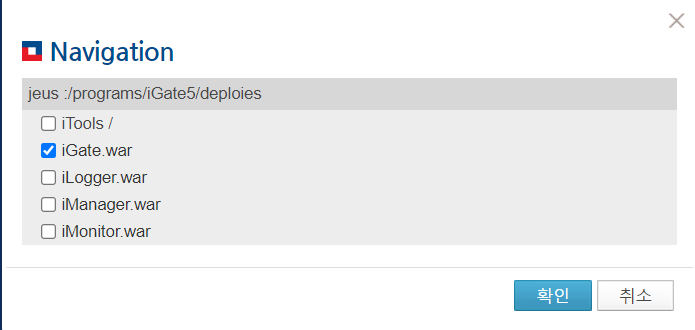 Navigation
jeus :/programs/iGate5/deploies
iTools /
iGate.war
iLogger.war
iManager.war
iMonitor.war
확인 취소